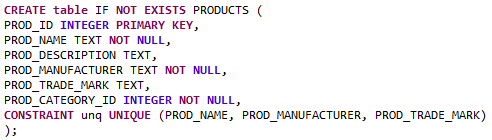 CREATE table IF NOT EXISTS PRODUCTS (
PROD_ID INTEGER PRIMARY KEY,
PROD_NAME TEXT NOT NULL,
PROD_DESCRIPTION TEXT,
PROD_MANUFACTURER TEXT NOT NULL,
PROD_TRADE_MARK TEXT,
PROD_CATEGORY_ID INTEGER NOT NULL,
CONSTRAINT unq UNIQUE (PROD_NAME, PROD_MANUFACTURER, PROD_TRADE_MARK)
);